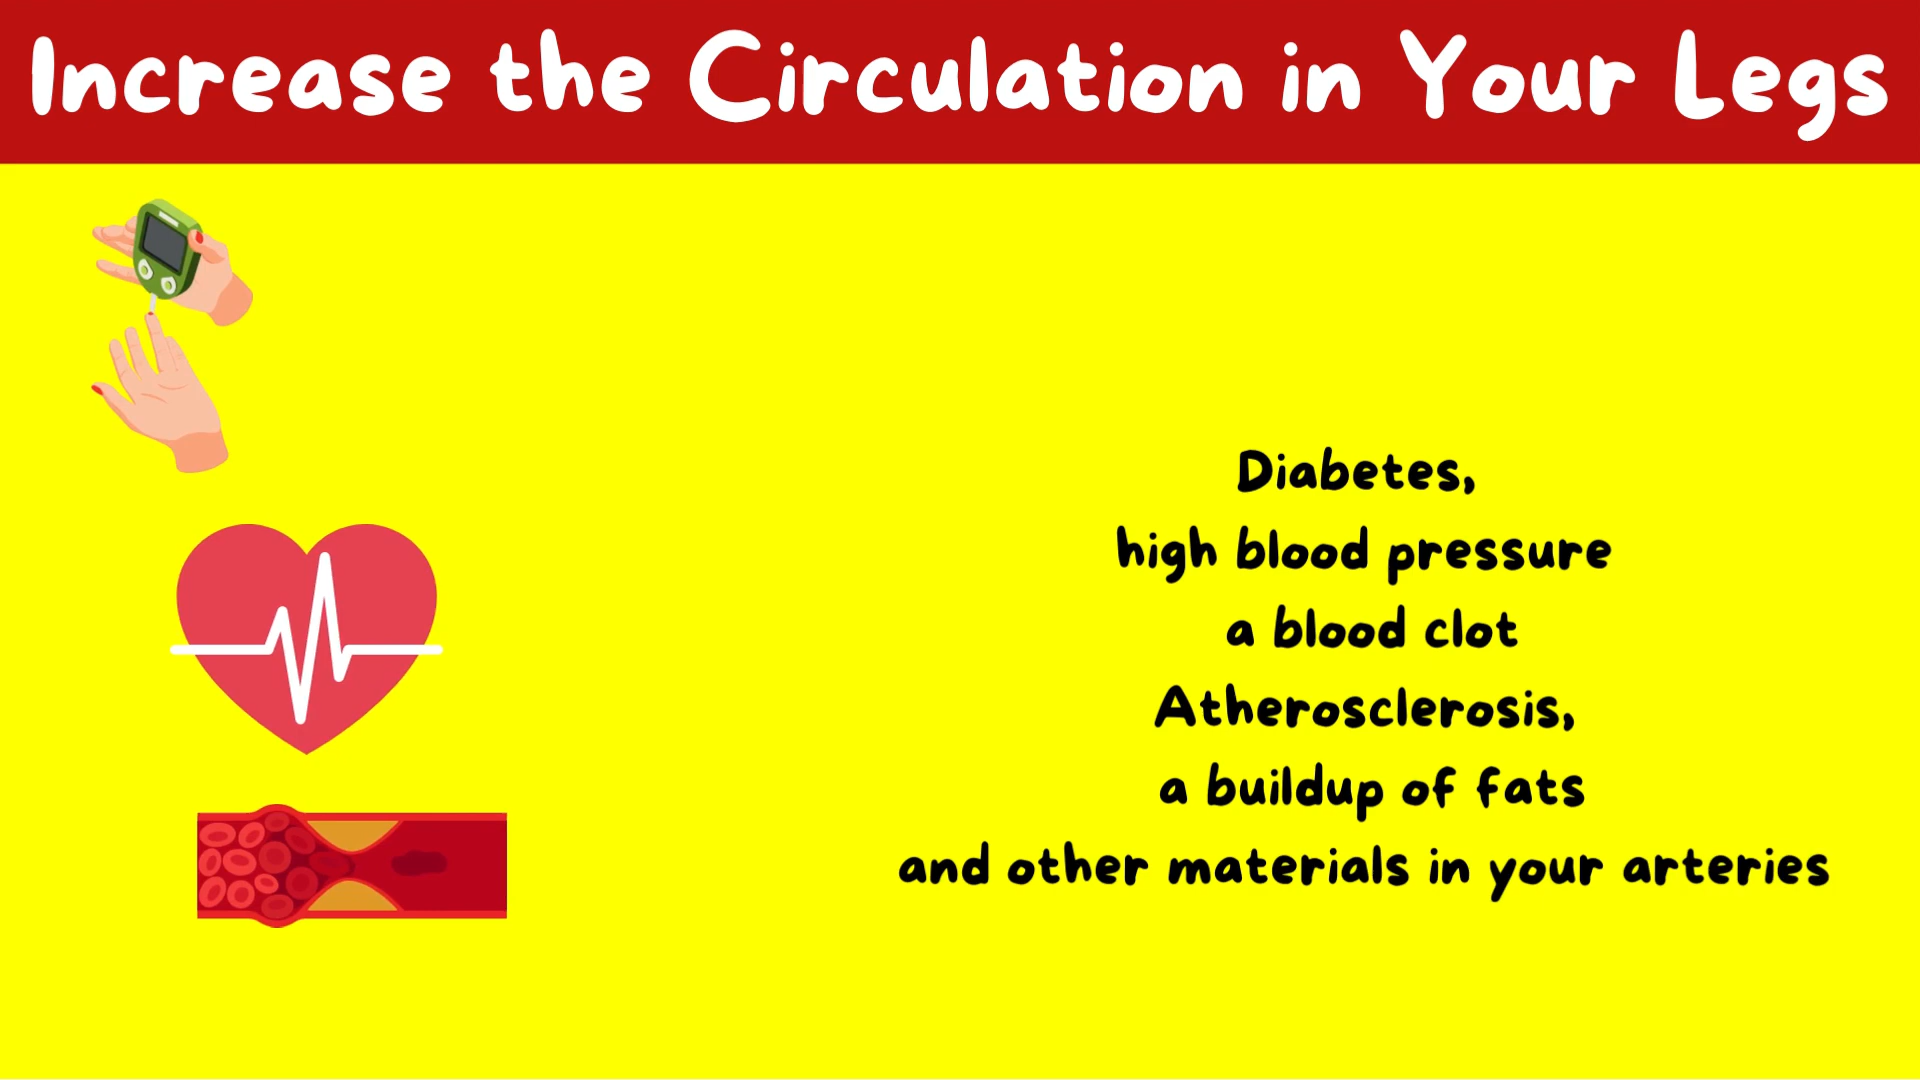 Increase the Circulation in Your Legs
Diabetes,
high blood pressure
a blood clot
Atherosclerosis,
a buildup of fats
and other materials in your arteries